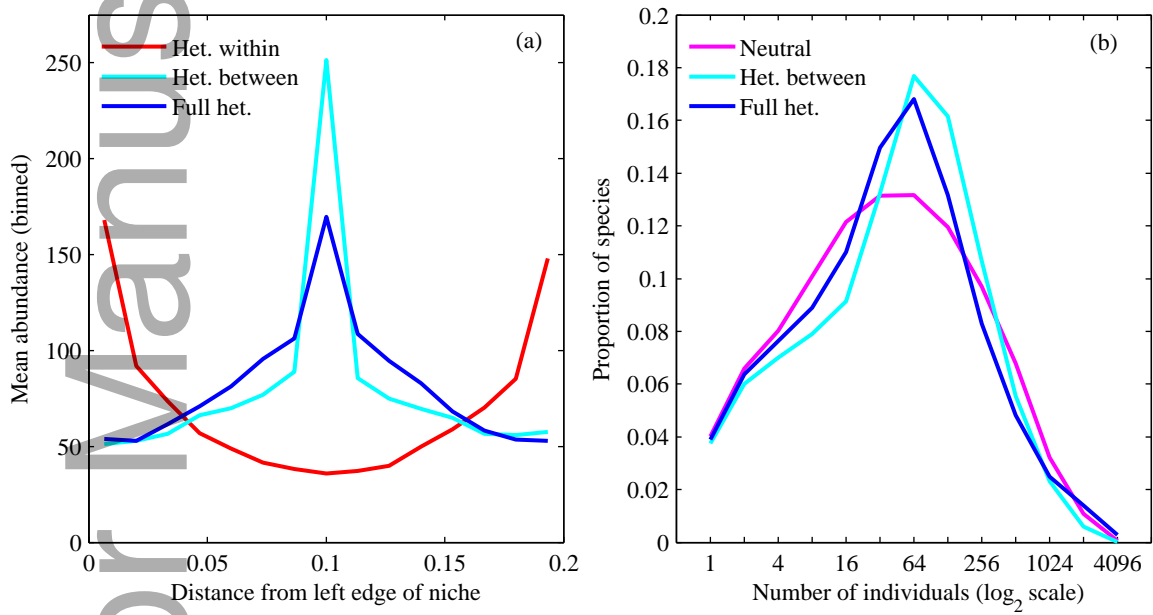 (a)
Het. within
Het. between
Full het.
250
200
150
100
50
0
Mean abundance (binned)
0
0.05
0.1
0.15
0.2
Distance from left edge of niche
(b)
Neutral
Het. between
Full het.
0.2
0.18
0.16
0.14
0.12
0.1
0.08
0.06
0.04
0.02
0
Proportion of species
1
4
16
64
256
1024
4096
Number of individuals (log2 scale)
r Manus